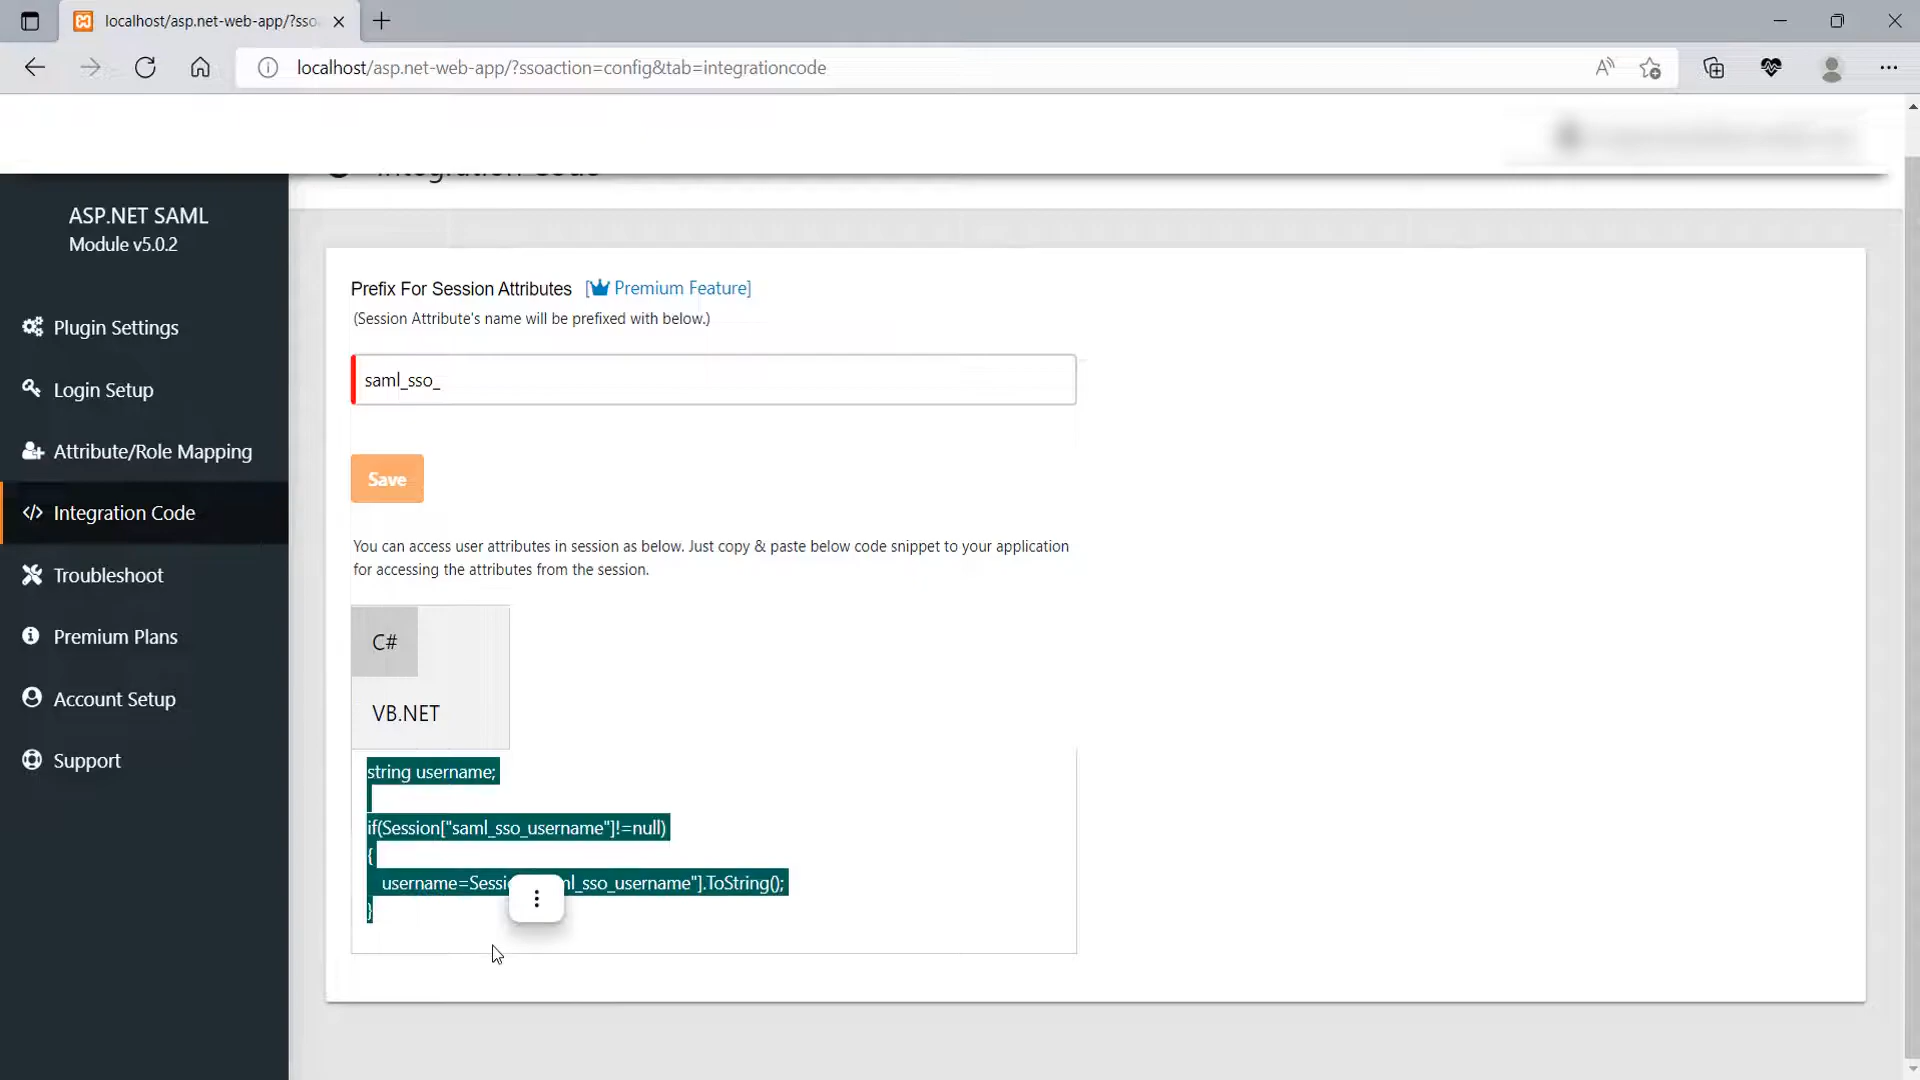 localhost/asp.net-web-app/?sso
localhost/asp.net-web-app/?ssoaction=config&tab=integrationcode
Integration Code
ASP.NET SAML
Module v5.0.2
Plugin Settings
Login Setup
Attribute/Role Mapping
Integration Code
Troubleshoot
Premium Plans
Account Setup
Support
Prefix For Session Attributes [Premium Feature]
(Session Attribute's name will be prefixed with below.)
saml_sso_
Save
You can access user attributes in session as below. Just copy & paste below code snippet to your application
for accessing the attributes from the session.
C#
VB.NET
string username;
if(Session["saml_sso_username"]!=null)
{
username=Sessi ml_sso_username"].ToString();
}